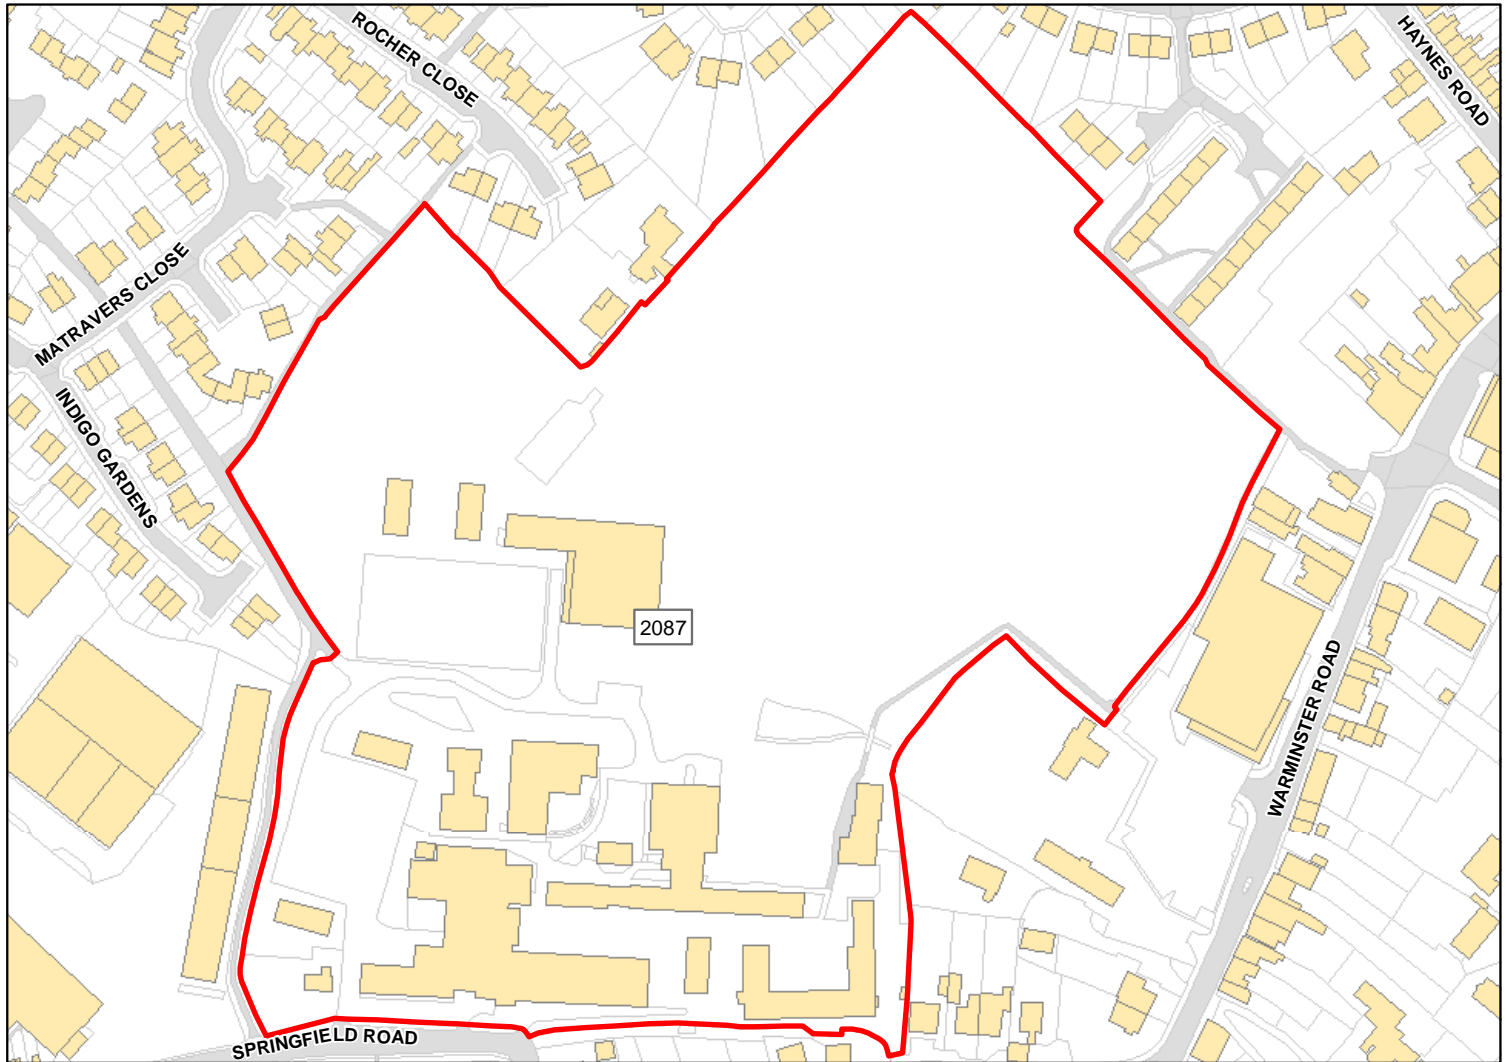 ROCHER CLOSE
HAYNES ROAD
MATRAVERS CLOSE
INDIGO GARDENS
2087
WARMINSTER ROAD
SPRINGFIELD ROAD